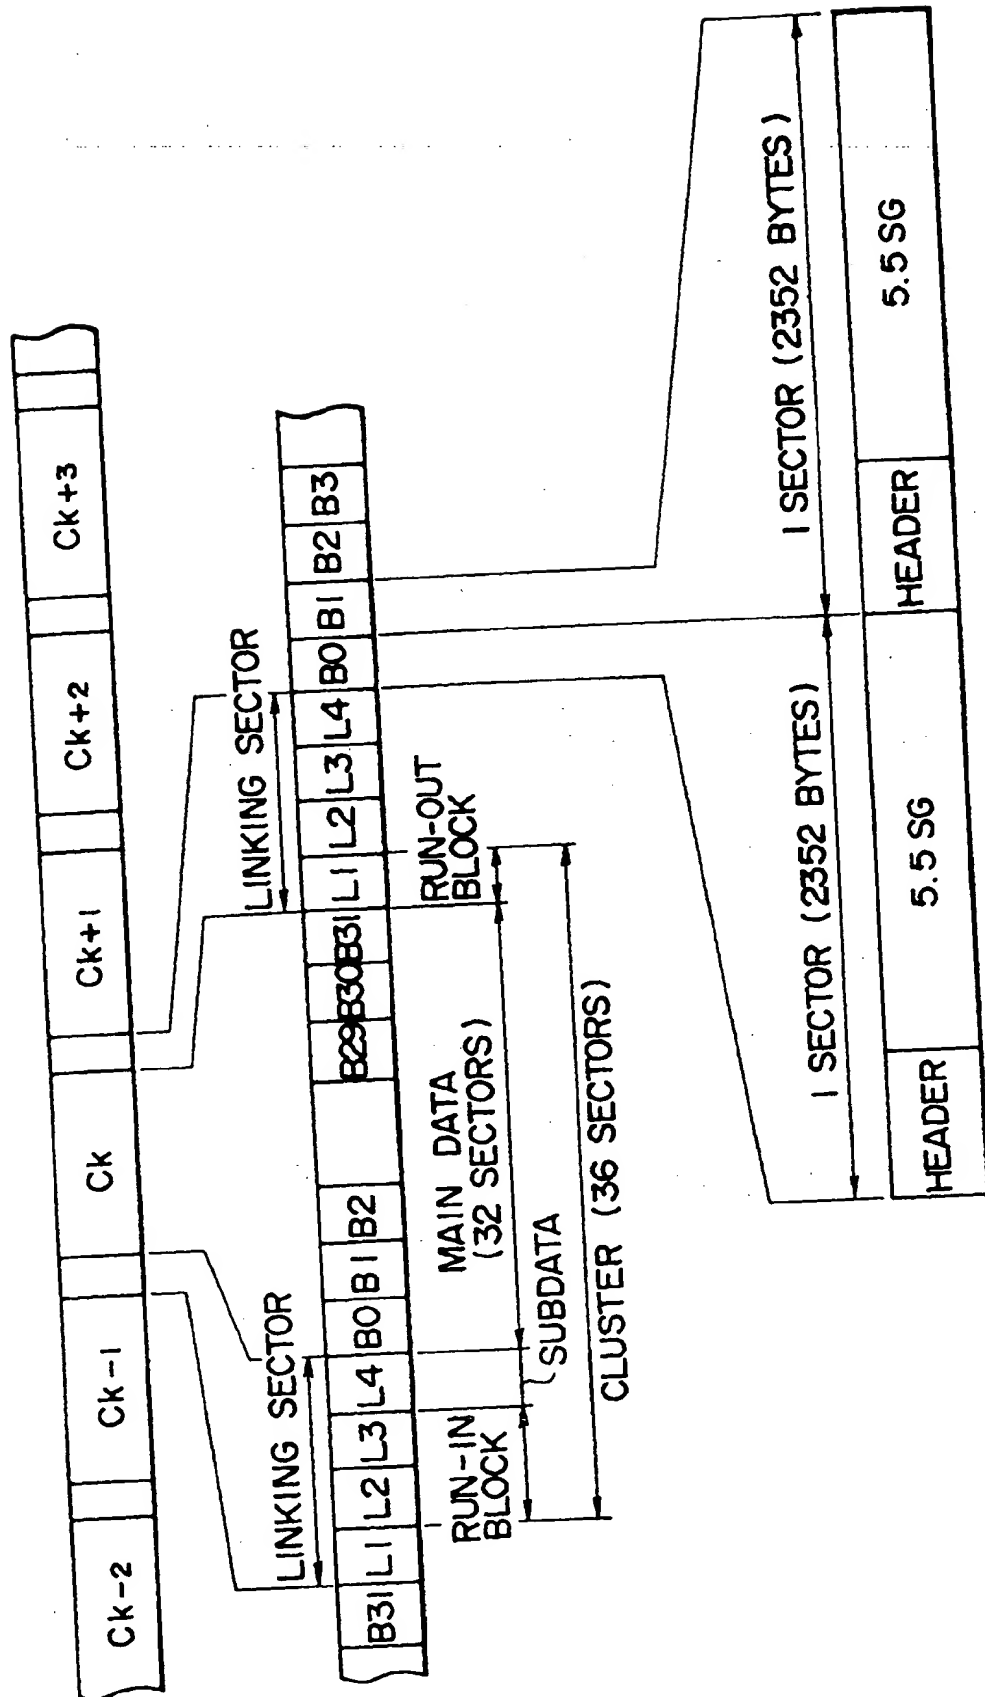 Ck-2 Ck-1 Ck Ck+1 Ck+2 Ck+3
LINKING SECTOR
LINKING SECTOR
B31 L1 L2 L3 L4 B0 B1 B2 B29 B30 B31 L1 L2 L3 L4 B0 B1 B2 B3
RUN-IN
BLOCK
SUBDATA
MAIN DATA
(32 SECTORS)
RUN-OUT
BLOCK
CLUSTER (36 SECTORS)
1 SECTOR (2352 BYTES)
1 SECTOR (2352 BYTES)
HEADER 5.5 SG HEADER 5.5 SG